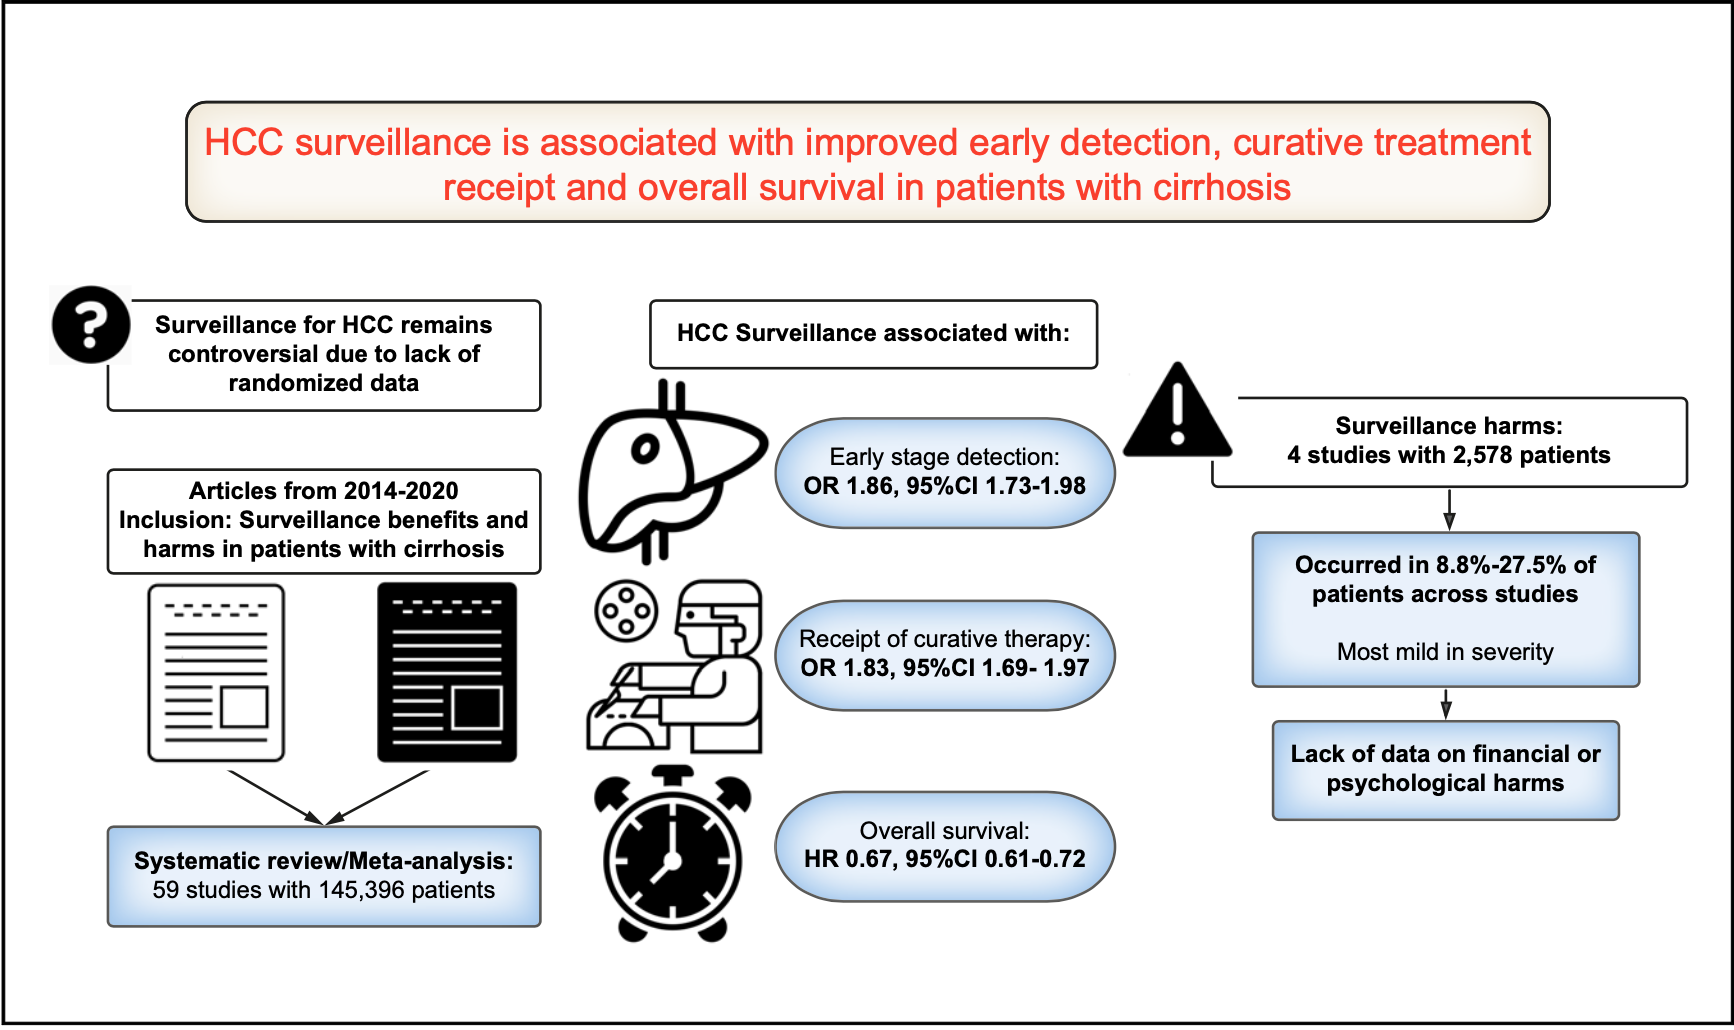 HCC surveillance is associated with improved early detection, curative treatment
receipt and overall survival in patients with cirrhosis
?
Surveillance for HCC remains
controversial due to lack of
randomized data
Articles from 2014-2020
Inclusion: Surveillance benefits and
harms in patients with cirrhosis
Systematic review/Meta-analysis:
59 studies with 145,396 patients
HCC Surveillance associated with:
Early stage detection:
OR 1.86, 95%CI 1.73-1.98
Receipt of curative therapy:
OR 1.83, 95%CI 1.69- 1.97
Overall survival:
HR 0.67, 95%CI 0.61-0.72
!
Surveillance harms:
4 studies with 2,578 patients
Occurred in 8.8%-27.5% of
patients across studies
Most mild in severity
Lack of data on financial or
psychological harms